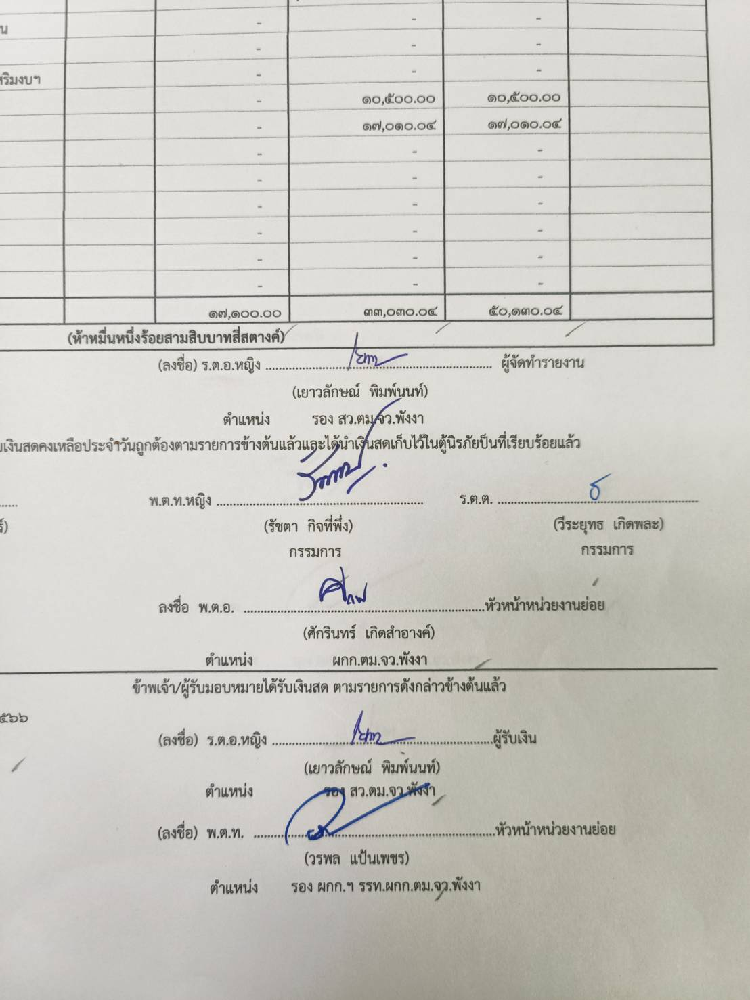 น - - -
- - -
สริมงบฯ - - -
- ๑๐,๕๐๐.๐๐ ๑๐,๕๐๐.๐๐
- ๑๗,๐๑๐.๐๔ ๑๗,๐๑๐.๐๔
- - -
- - -
- - -
- - -
- - -
- - -
๑๗,๑๐๐.๐๐ ๓๓,๐๓๐.๐๔ ๕๐,๑๓๐.๐๔
(ห้าหมื่นหนึ่งร้อยสามสิบบาทสี่สตางค์)
(ลงชื่อ) ร.ต.อ.หญิง ........................ ผู้จัดทำรายงาน
(เยาวลักษณ์ พิมพ์นนท์)
ตำแหน่ง รอง สว.ตม.จว.พังงา
เงินสดคงเหลือประจำวันถูกต้องตามรายการข้างต้นแล้วและได้นำเงินสดเก็บไว้ในตู้นิรภัยป็นที่เรียบร้อยแล้ว
พ.ต.ท.หญิง ........................ ร.ต.ต. ........................
(รัชตา กิจที่พึ่ง) (วีระยุทธ เกิดพละ)
กรรมการ กรรมการ
ลงชื่อ พ.ต.อ. ........................หัวหน้าหน่วยงานย่อย
(ศักรินทร์ เกิดสำอางค์)
ตำแหน่ง ผกก.ตม.จว.พังงา
ข้าพเจ้า/ผู้รับมอบหมายได้รับเงินสด ตามรายการดังกล่าวข้างต้นแล้ว
๕๖๖
(ลงชื่อ) ร.ต.อ.หญิง ........................ผู้รับเงิน
(เยาวลักษณ์ พิมพ์นนท์)
ตำแหน่ง รอง สว.ตม.จว.พังงา
(ลงชื่อ) พ.ต.ท. ........................หัวหน้าหน่วยงานย่อย
(วรพล แป้นเพชร)
ตำแหน่ง รอง ผกก.ฯ รรท.ผกก.ตม.จว.พังงา